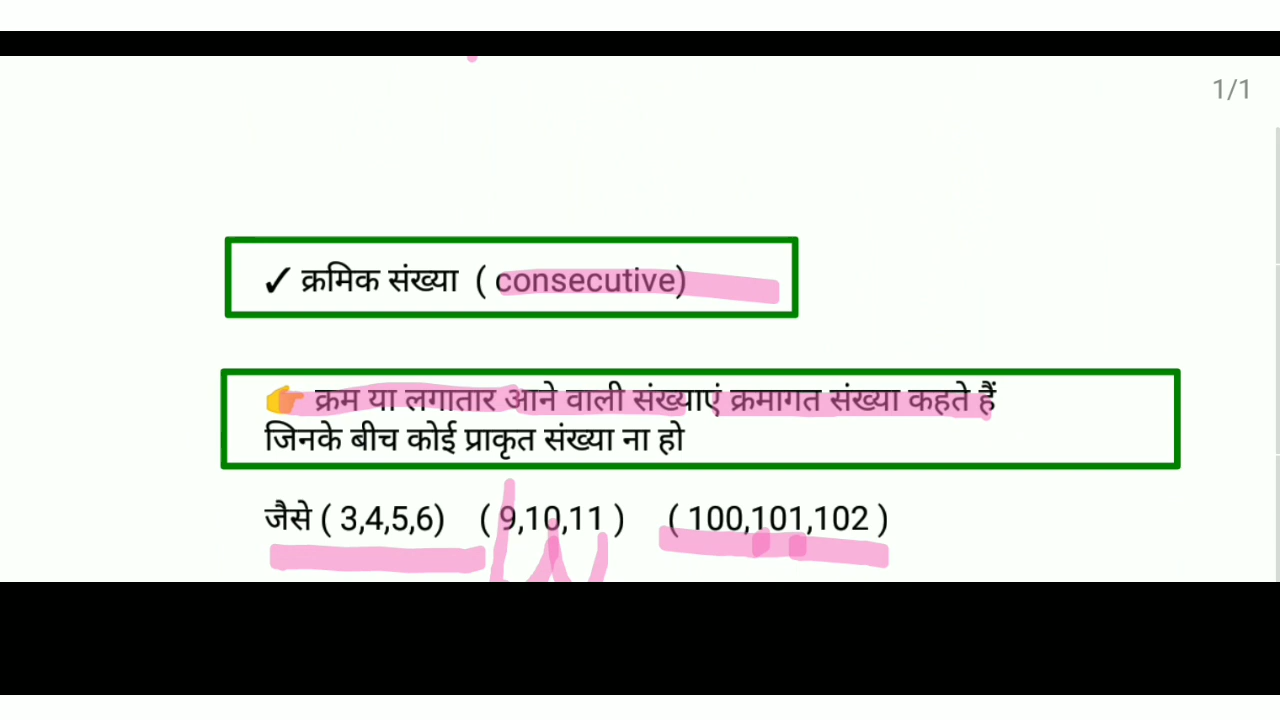 1/1
✓ क्रमिक संख्या ( consecutive)
👉 क्रम या लगातार आने वाली संख्याएं क्रमागत संख्या कहते हैं
जिनके बीच कोई प्राकृत संख्या ना हो
जैसे ( 3,4,5,6) ( 9,10,11 ) ( 100,101,102 )